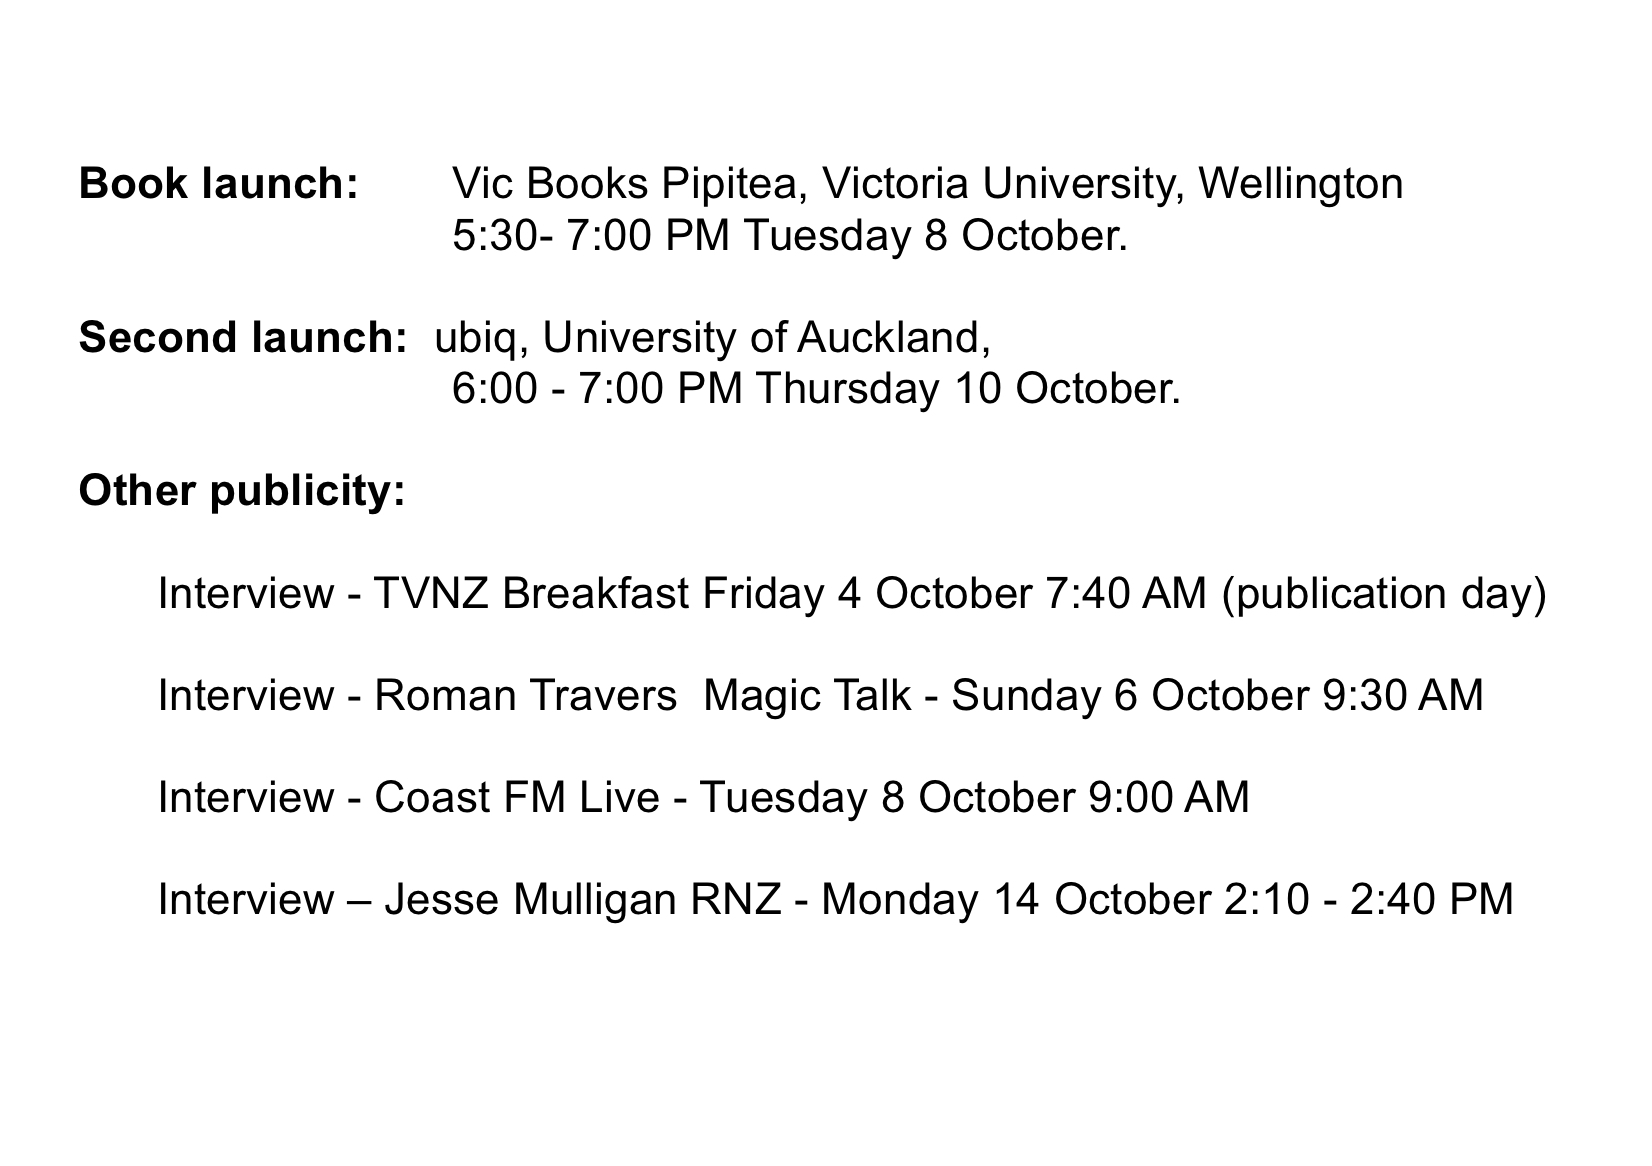 Book launch: Vic Books Pipitea, Victoria University, Wellington
5:30- 7:00 PM Tuesday 8 October.
Second launch: ubiq, University of Auckland,
6:00 - 7:00 PM Thursday 10 October.
Other publicity:
Interview - TVNZ Breakfast Friday 4 October 7:40 AM (publication day)
Interview - Roman Travers  Magic Talk - Sunday 6 October 9:30 AM
Interview - Coast FM Live - Tuesday 8 October 9:00 AM
Interview – Jesse Mulligan RNZ - Monday 14 October 2:10 - 2:40 PM